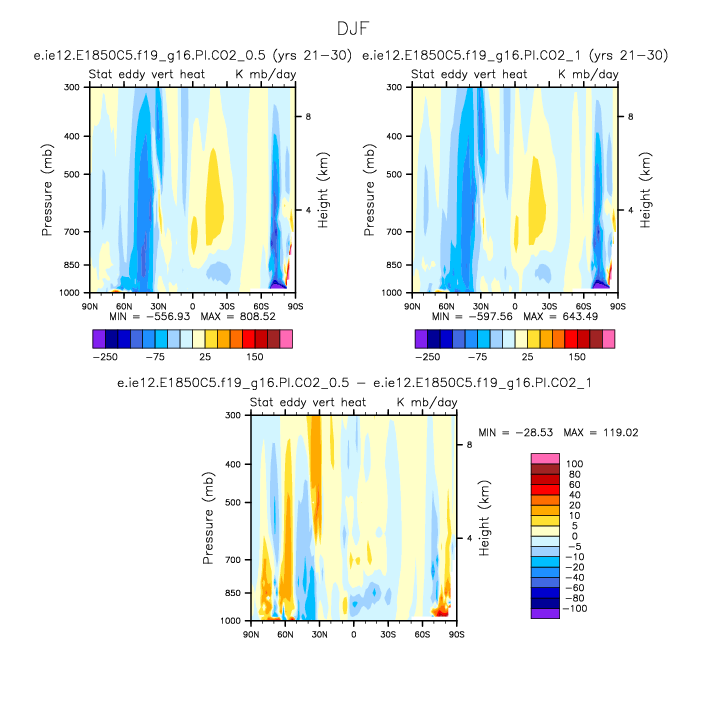 DJF
e.ie12.E1850C5.f19_g16.PI.CO2_0.5 (yrs 21−30) e.ie12.E1850C5.f19_g16.PI.CO2_1 (yrs 21−30)
Stat eddy vert heat K mb/day Stat eddy vert heat K mb/day
300 300
8 8
400 400
500 500
Pressure (mb) Height (km) Pressure (mb) Height (km)
4 4
700 700
850 850
1000 1000
90N 60N 30N 0 30S 60S 90S 90N 60N 30N 0 30S 60S 90S
MIN = −556.93 MAX = 808.52 MIN = −597.56 MAX = 643.49
−250 −75 25 150 −250 −75 25 150
e.ie12.E1850C5.f19_g16.PI.CO2_0.5 − e.ie12.E1850C5.f19_g16.PI.CO2_1
Stat eddy vert heat K mb/day
300
MIN = −28.53 MAX = 119.02
8
400
500
Pressure (mb) Height (km)
4
700
850
1000
90N 60N 30N 0 30S 60S 90S
100
80
60
40
20
10
5
0
−5
−10
−20
−40
−60
−80
−100